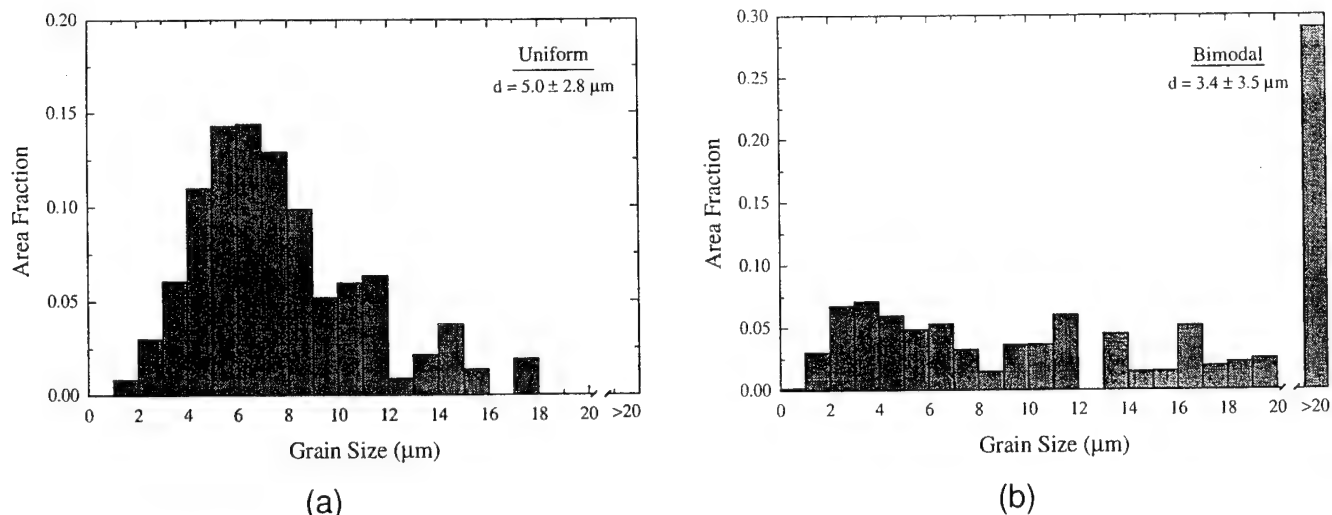 0.20
0.15
0.10
0.05
0.00
Area Fraction
Uniform
d = 5.0 ± 2.8 µm
0 2 4 6 8 10 12 14 16 18 20 >20
Grain Size (µm)
(a)
0.30
0.25
0.20
0.15
0.10
0.05
0.00
Area Fraction
Bimodal
d = 3.4 ± 3.5 µm
0 2 4 6 8 10 12 14 16 18 20 >20
Grain Size (µm)
(b)